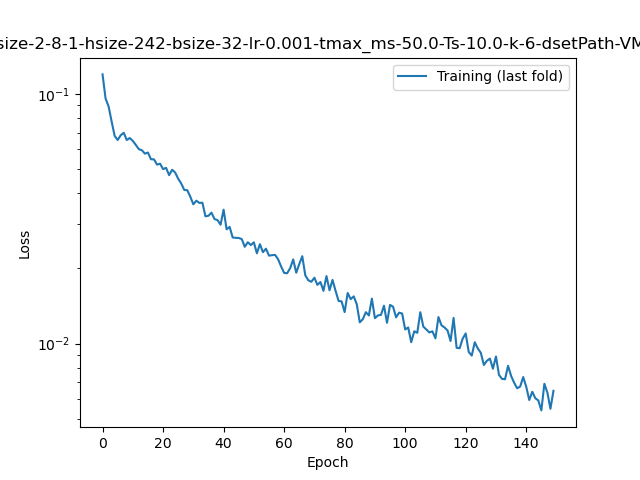 size-2-8-1-hsize-242-bsize-32-lr-0.001-tmax_ms-50.0-Ts-10.0-k-6-dsetPath-VM
Training (last fold)
10⁻¹
10⁻²
Loss
0 20 40 60 80 100 120 140
Epoch